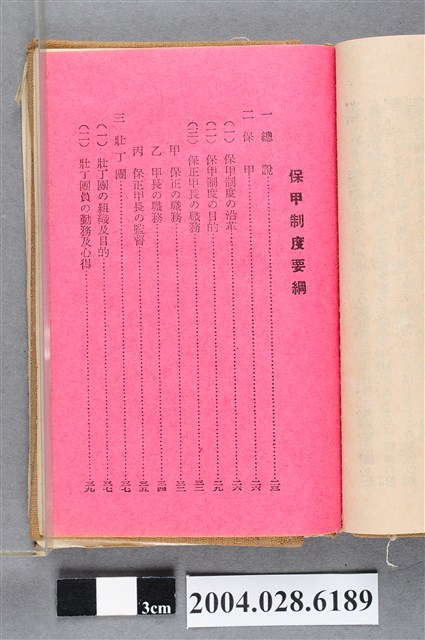 保甲制度要綱
一 總說
二 保甲
(一) 保甲制度の沿革
(二) 保甲制度の目的
(三) 保正甲長の職務
甲 保正の職務
乙 甲長の職務
丙 保正甲長の監督
三 壯丁團
(一) 壯丁團の組織及目的
(二) 壯丁團員の勤務及心得
3cm
2004.028.6189